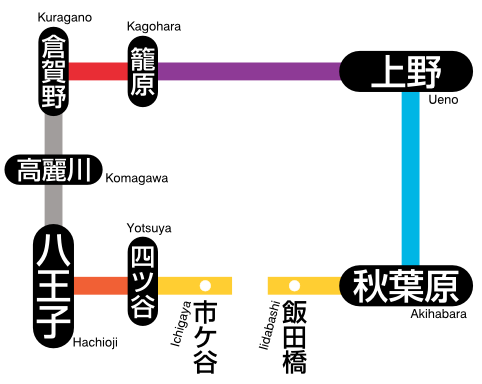 Kuragano
倉賀野
Kagohara
籠原
上野
Ueno
高麗川
Komagawa
八王子
Hachioji
Yotsuya
四ツ谷
Ichigaya
市ケ谷
Iidabashi
飯田橋
秋葉原
Akihabara